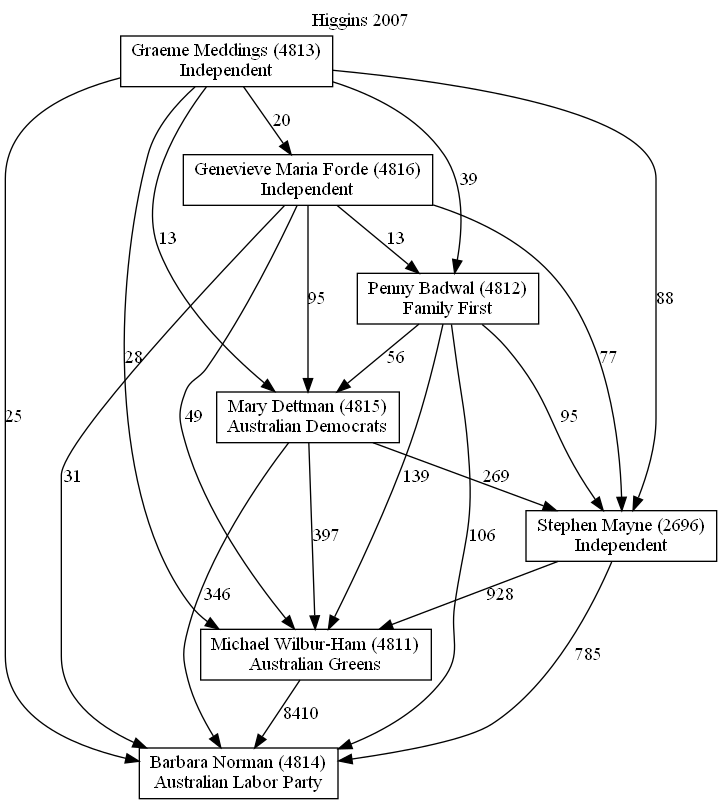 Higgins 2007
Graeme Meddings (4813)
Independent
20
Genevieve Maria Forde (4816)
Independent
39
13
13
88
95
28
77
Penny Badwal (4812)
Family First
56
Mary Dettman (4815)
Australian Democrats
25
49
95
31
139
269
Stephen Mayne (2696)
Independent
397
106
346
928
Michael Wilbur-Ham (4811)
Australian Greens
785
8410
Barbara Norman (4814)
Australian Labor Party